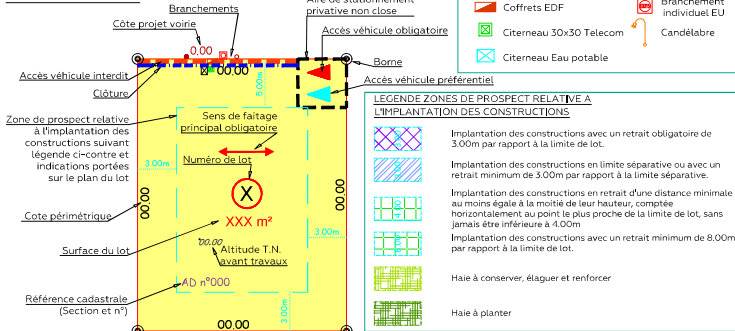 Branchements
Aire de stationnement
privative non close
Côte projet voirie
Accès véhicule obligatoire
0.00
Borne
00.00
Accès véhicule interdit
Clôture
Accès véhicule préférentiel
5.00m
Zone de prospect relative
à l'implantation des
constructions suivant
légende ci-contre et
indications portées
sur le plan du lot
Sens de faitage
principal obligatoire
3.00m
Numéro de lot
X
00.00
00.00
Cote périmétrique
XXX m²
3.00m
Surface du lot
00.00
Altitude T.N.
avant travaux
AD n°000
Référence cadastrale
(Section et n°)
3.00m
00.00
Coffrets EDF
Branchement
individuel EU
Citerneau 30x30 Telecom
Candélabre
Citerneau Eau potable
LEGENDE ZONES DE PROSPECT RELATIVE A
L'IMPLANTATION DES CONSTRUCTIONS
Implantation des constructions avec un retrait obligatoire de
3.00m par rapport à la limite de lot.
Implantation des constructions en limite séparative ou avec un
retrait minimum de 3.00m par rapport à la limite séparative.
Implantation des constructions en retrait d'une distance minimale
au moins égale à la moitié de leur hauteur, comptée
horizontalement au point le plus proche de la limite de lot, sans
jamais être inférieure à 4.00m
Implantation des constructions avec un retrait minimum de 8.00m
par rapport à la limite de lot.
Haie à conserver, élaguer et renforcer
Haie à planter